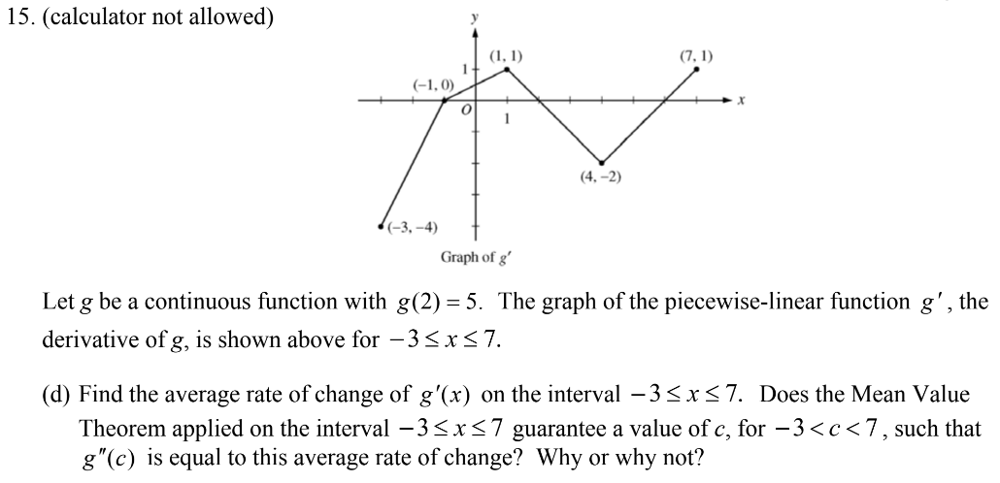 15. (calculator not allowed)
y
(1, 1)
(7, 1)
1
(−1, 0)
x
O
1
(4, −2)
(−3, −4)
Graph of g′
Let g be a continuous function with g(2) = 5. The graph of the piecewise-linear function g′, the
derivative of g, is shown above for −3 ≤ x ≤ 7.
(d) Find the average rate of change of g′(x) on the interval −3 ≤ x ≤ 7. Does the Mean Value
Theorem applied on the interval −3 ≤ x ≤ 7 guarantee a value of c, for −3 < c < 7, such that
g″(c) is equal to this average rate of change? Why or why not?